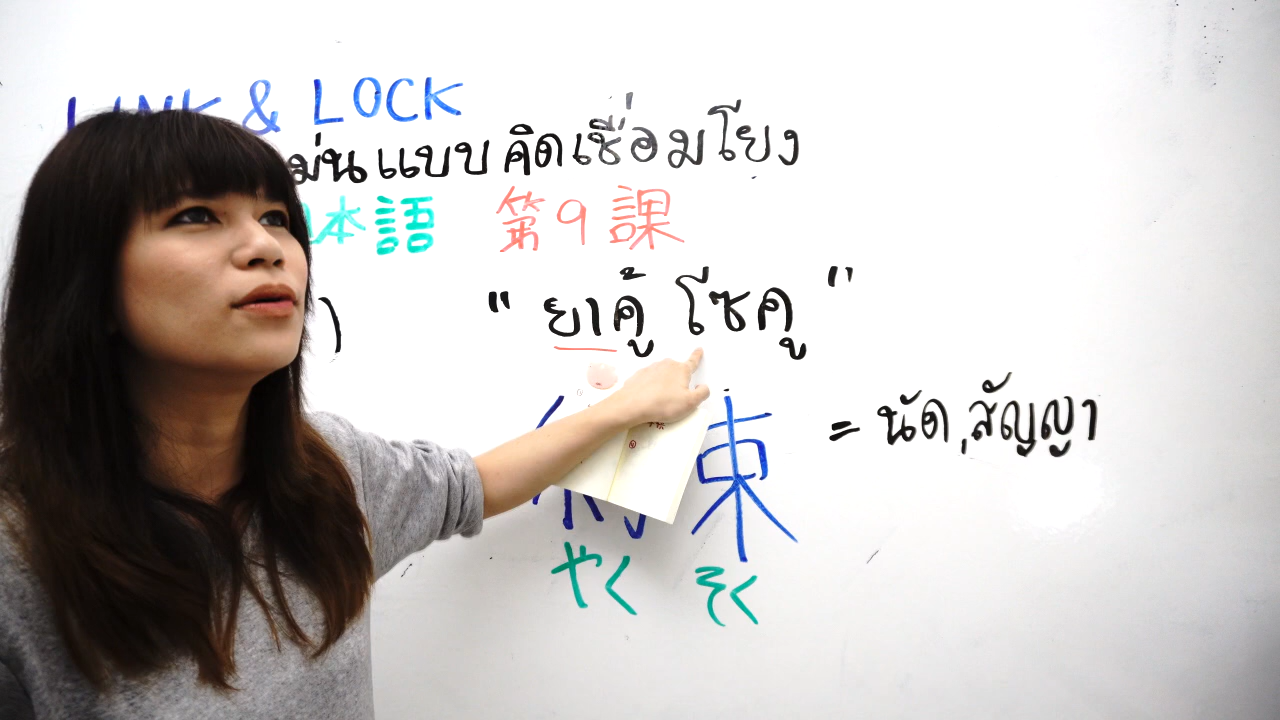 LINK & LOCK
แบบ คิดเชื่อมโยง
本語 第9課
" ยาคู้ โซคู "
束 = นัด , สัญญา
やく そく